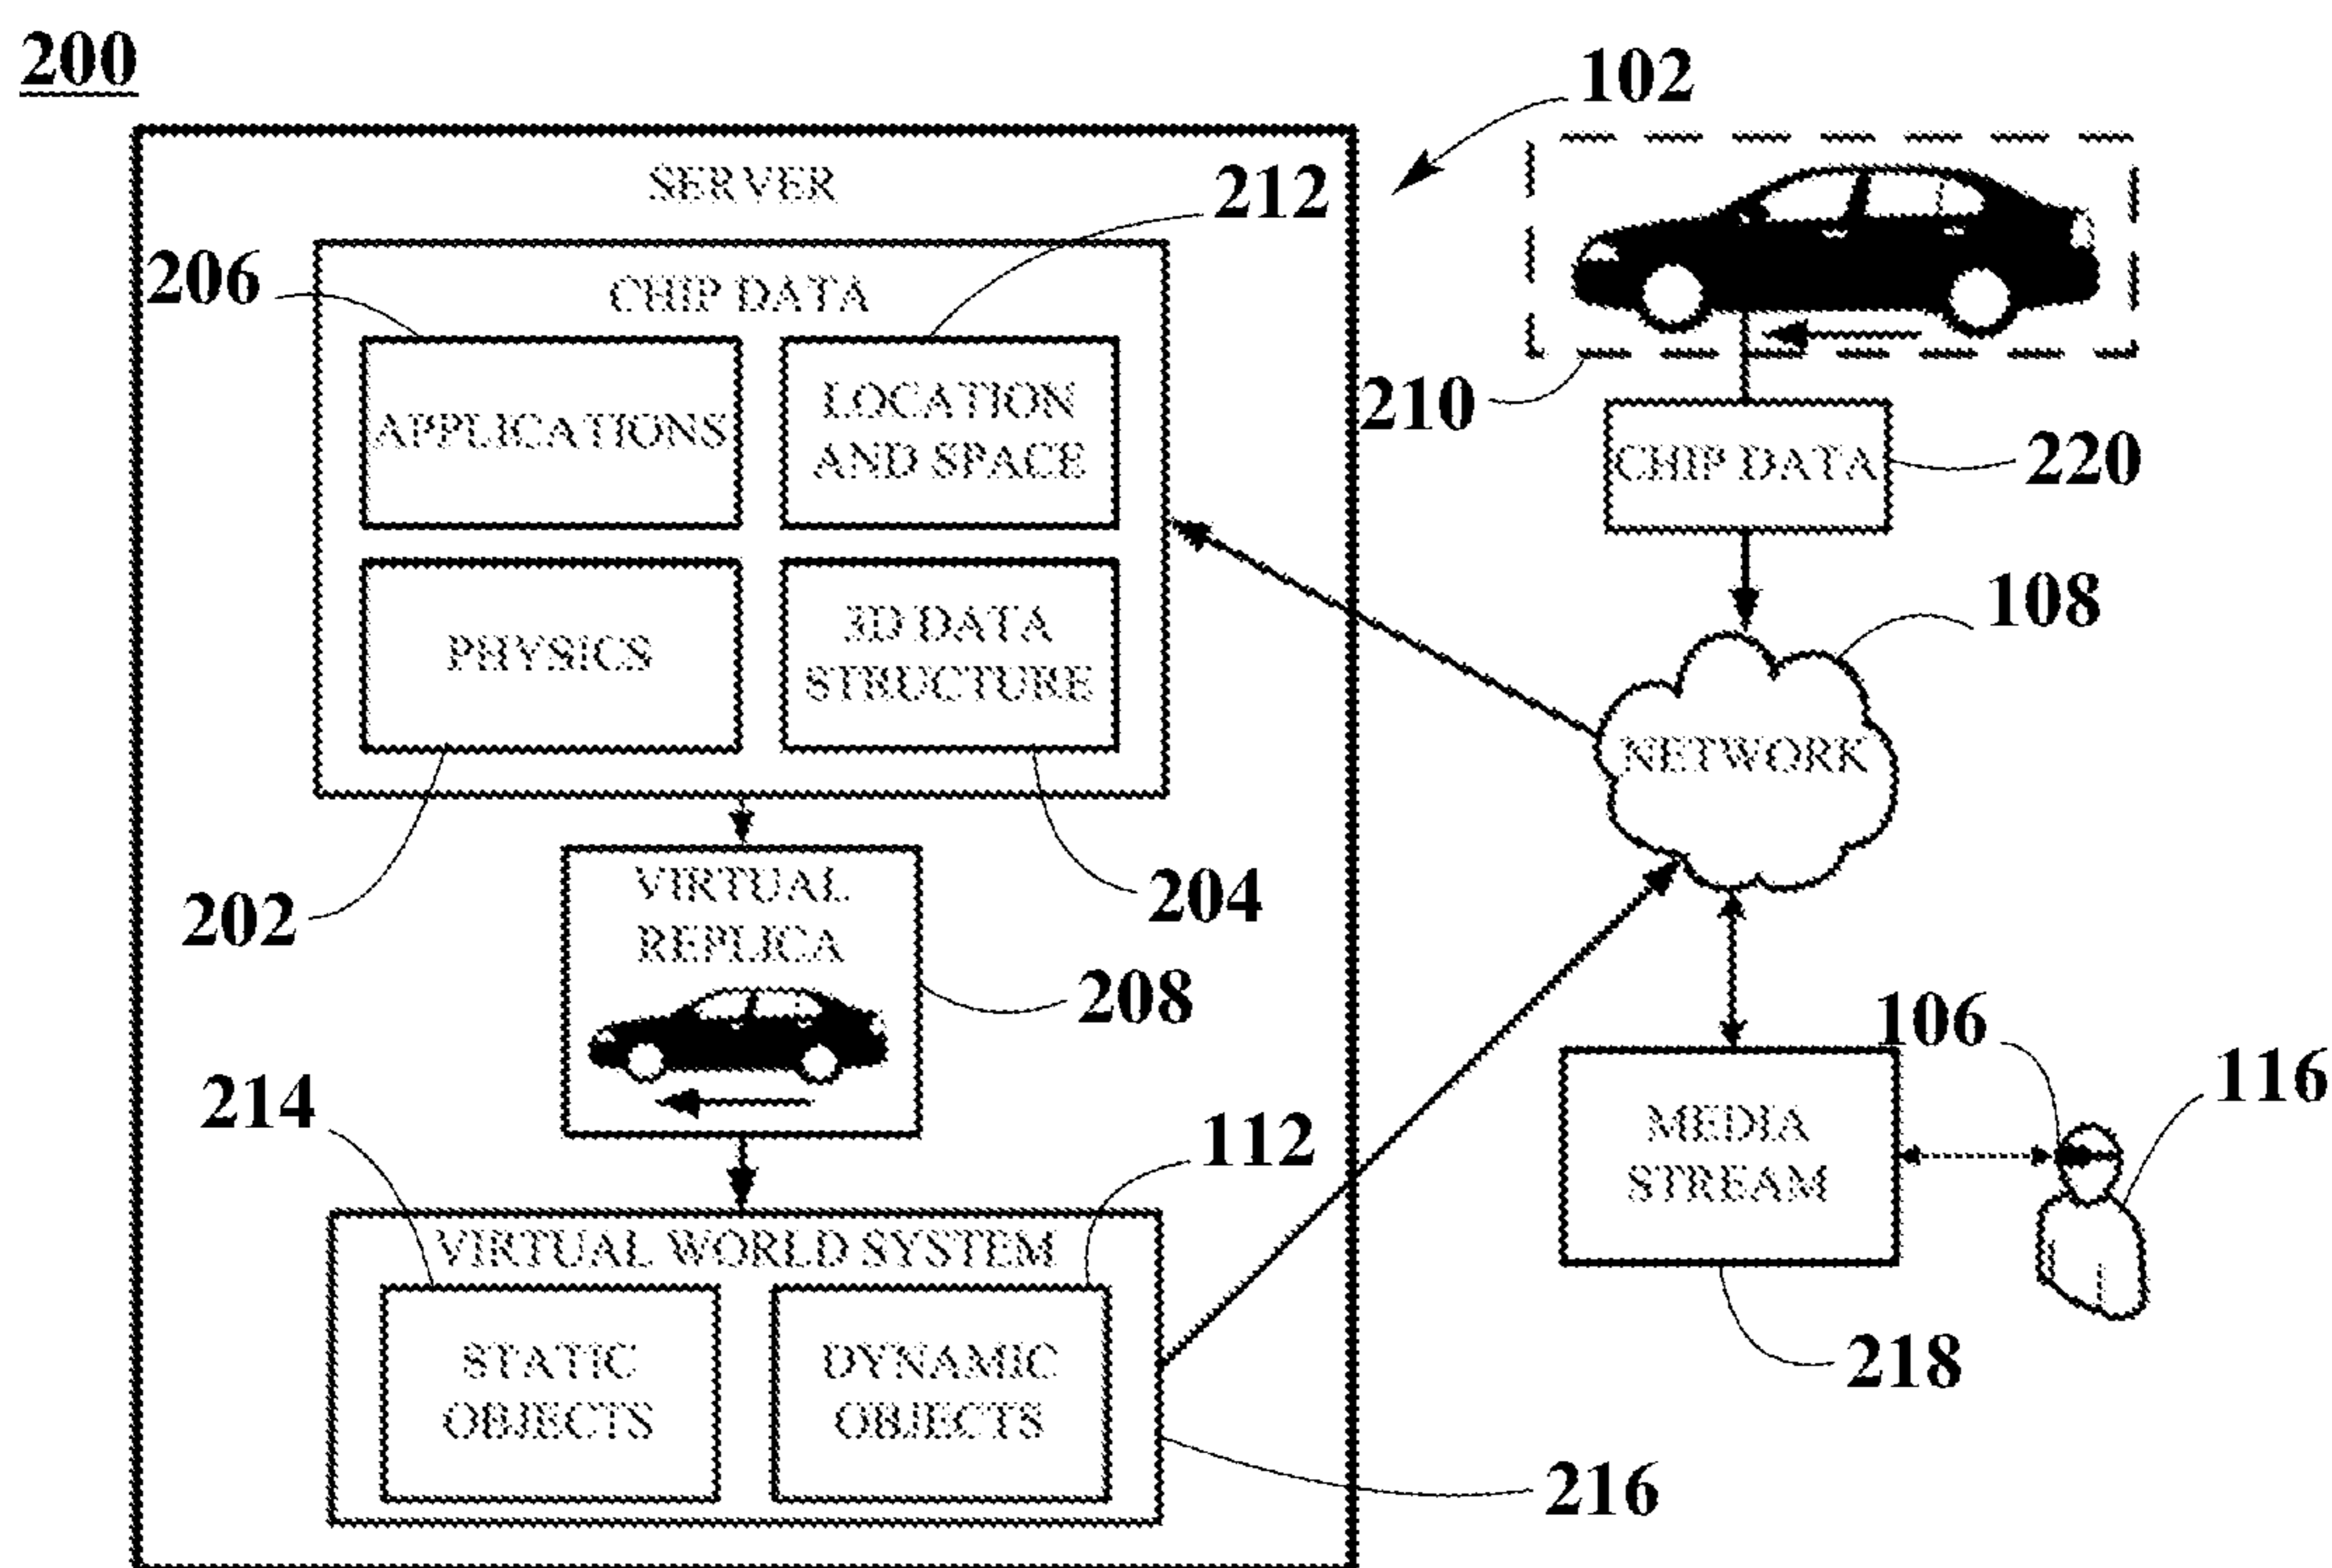 200
102
SERVER
212
206
CHIP DATA
APPLICATIONS
LOCATION
AND SPACE
210
CHIP DATA
220
PHYSICS
3D DATA
STRUCTURE
108
NETWORK
202
204
VIRTUAL
REPLICA
208
106
116
214
112
MEDIA
STREAM
VIRTUAL WORLD SYSTEM
STATIC
OBJECTS
DYNAMIC
OBJECTS
218
216